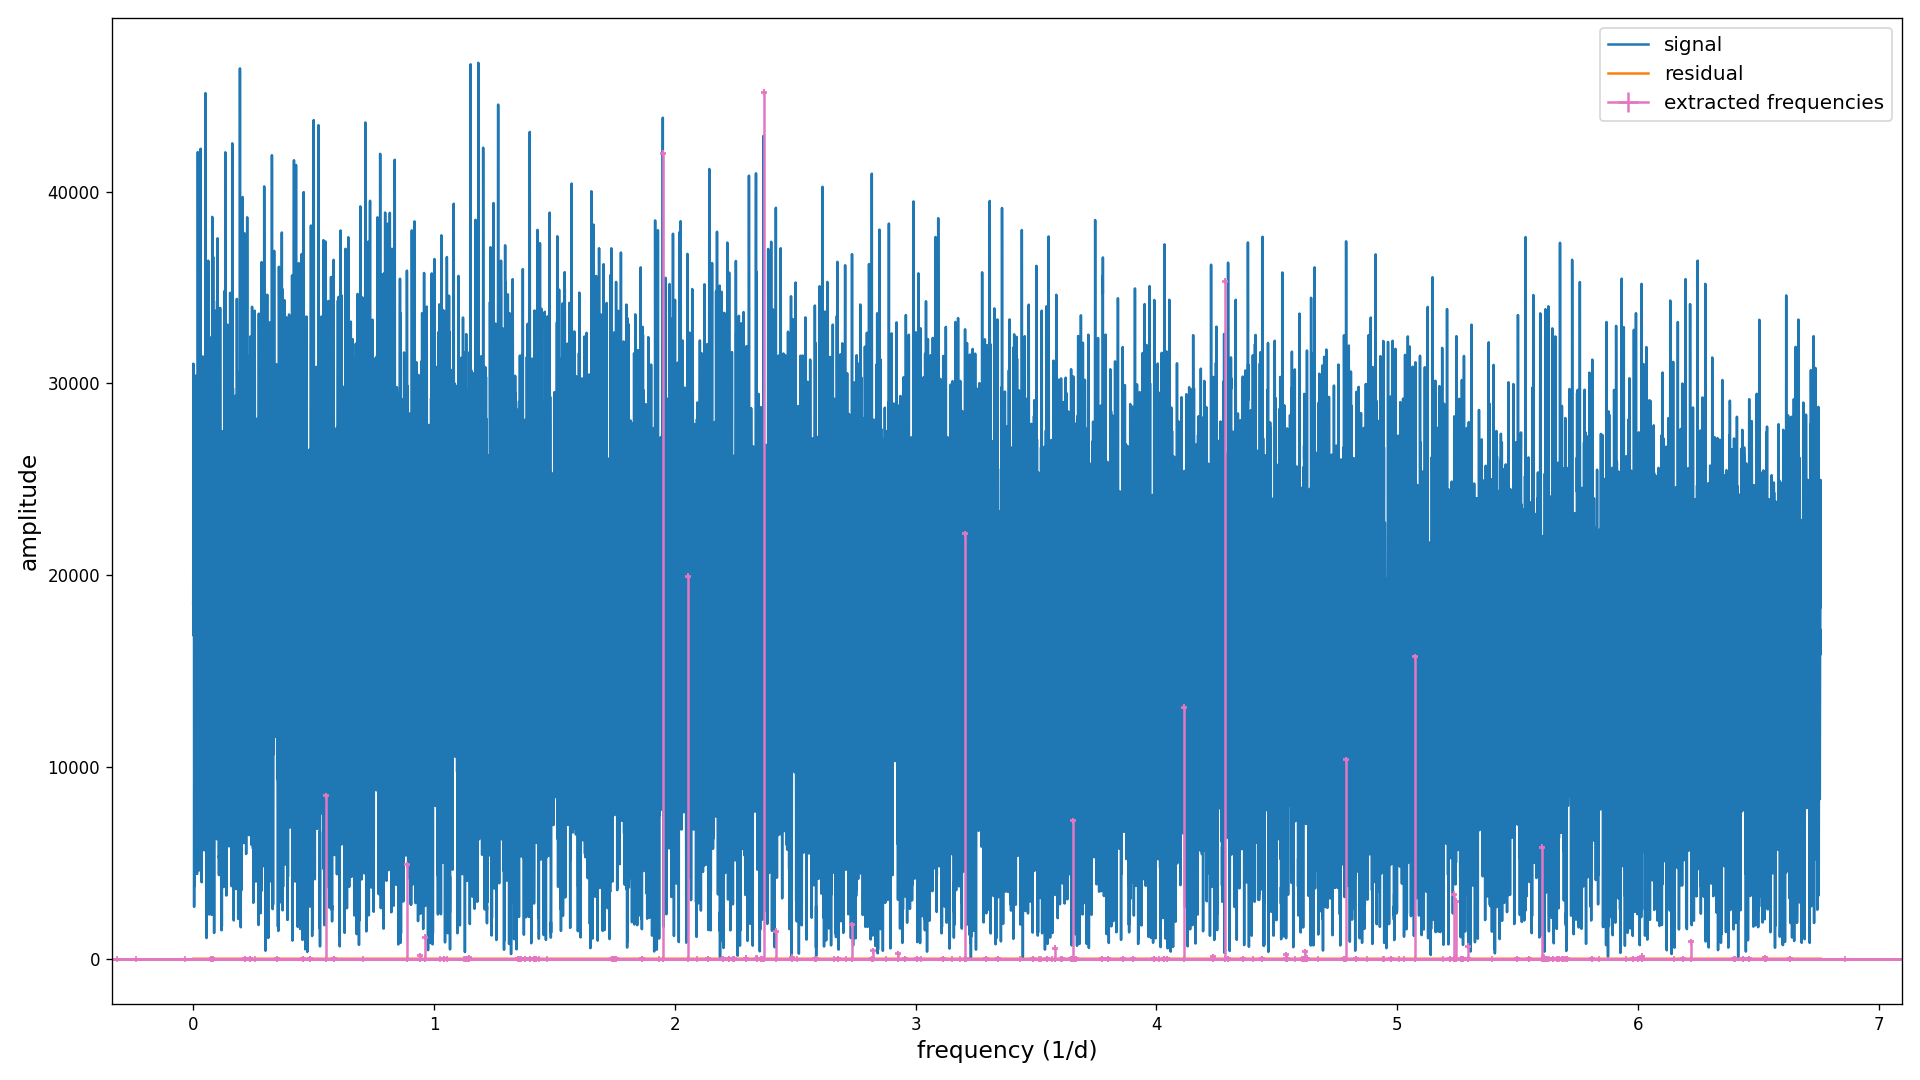 signal
residual
extracted frequencies
amplitude
40000
30000
20000
10000
0
0 1 2 3 4 5 6 7
frequency (1/d)